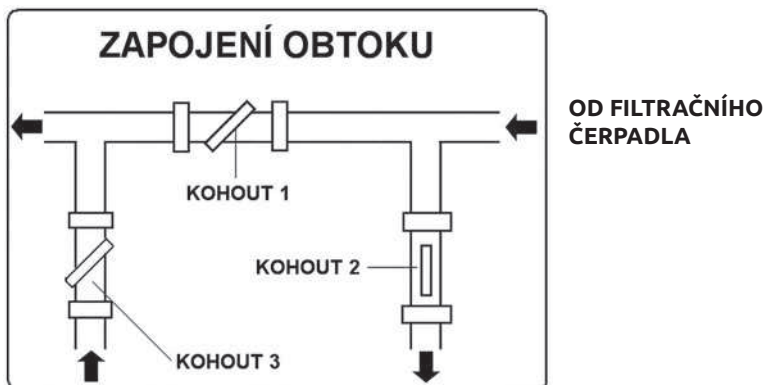 ZAPOJENÍ OBTOKU
OD FILTRAČNÍHO
ČERPADLA
KOHOUT 1
KOHOUT 2
KOHOUT 3